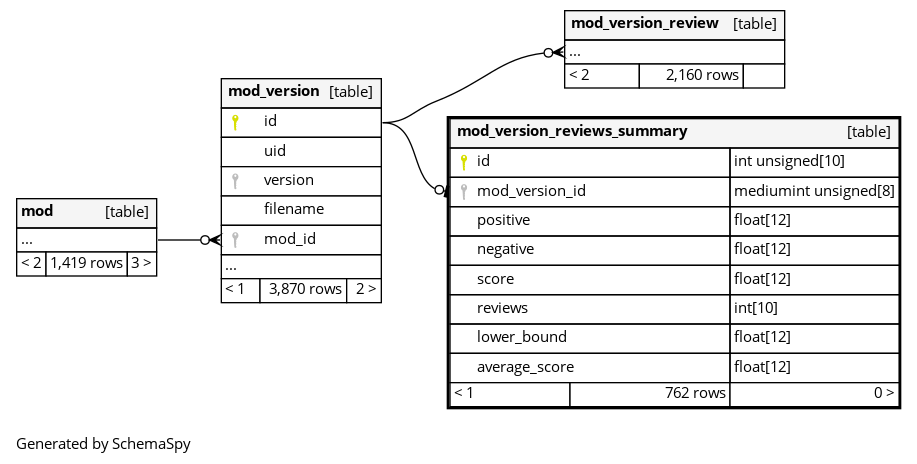 mod_version_review [table]
...
< 2 2,160 rows
mod_version [table]
id
uid
version
filename
mod_id
...
< 1 3,870 rows 2 >
mod [table]
...
< 2 1,419 rows 3 >
mod_version_reviews_summary [table]
id int unsigned[10]
mod_version_id mediumint unsigned[8]
positive float[12]
negative float[12]
score float[12]
reviews int[10]
lower_bound float[12]
average_score float[12]
< 1 762 rows 0 >
Generated by SchemaSpy